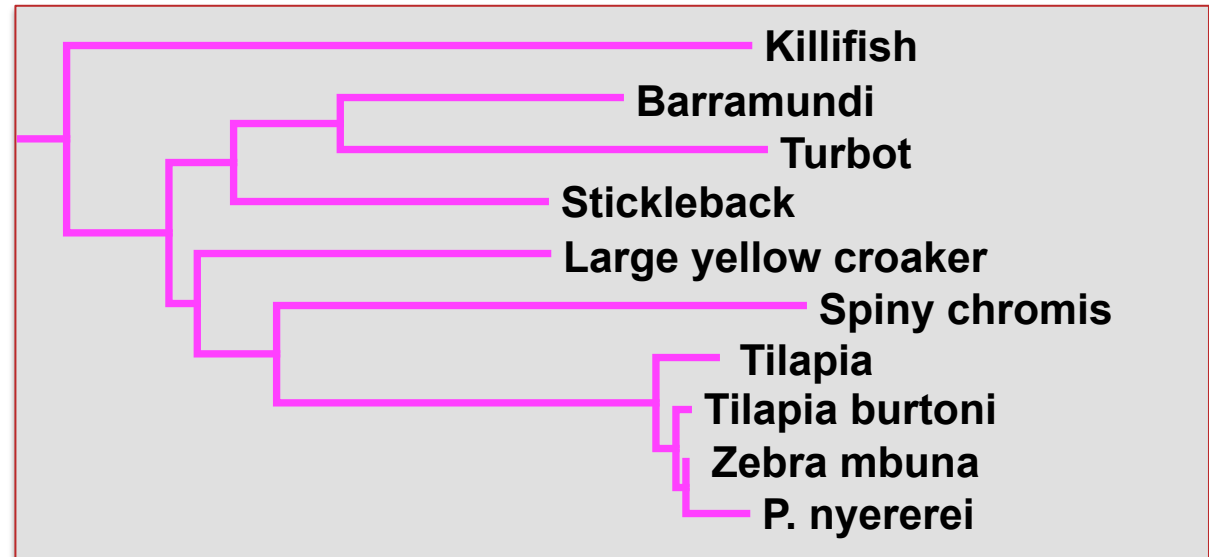 Killifish
Barramundi
Turbot
Stickleback
Large yellow croaker
Spiny chromis
Tilapia
Tilapia burtoni
Zebra mbuna
P. nyererei